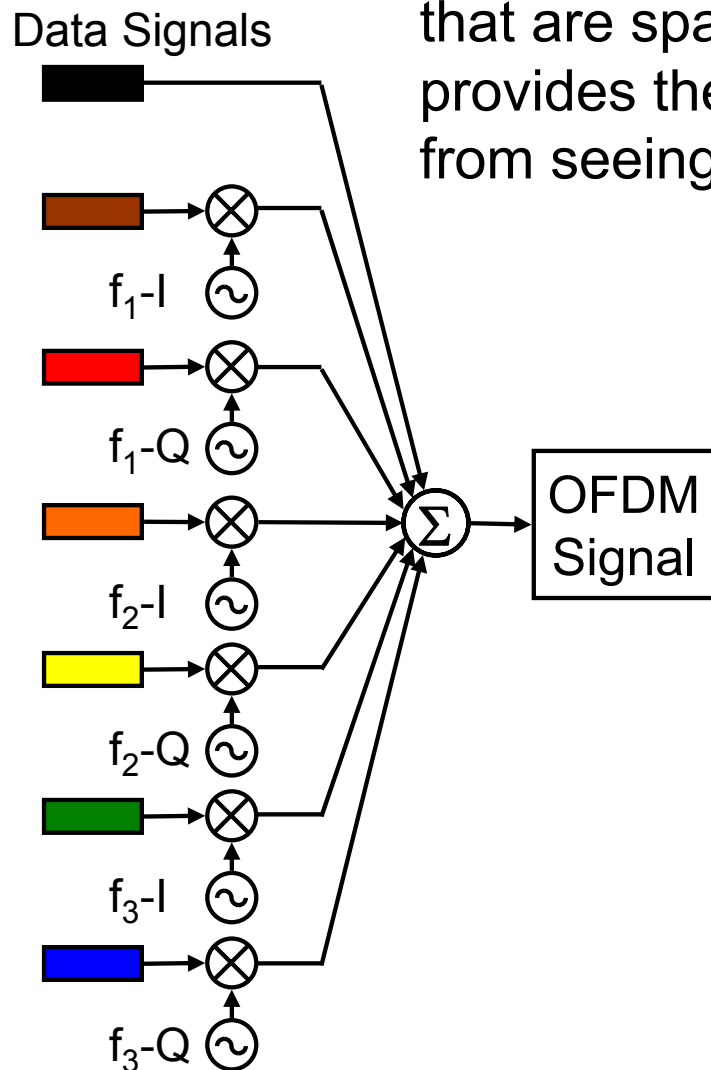 Data Signals
that are spa
provides the
from seeing
f₁-I
f₁-Q
f₂-I
f₂-Q
f₃-I
f₃-Q
Σ
OFDM
Signal